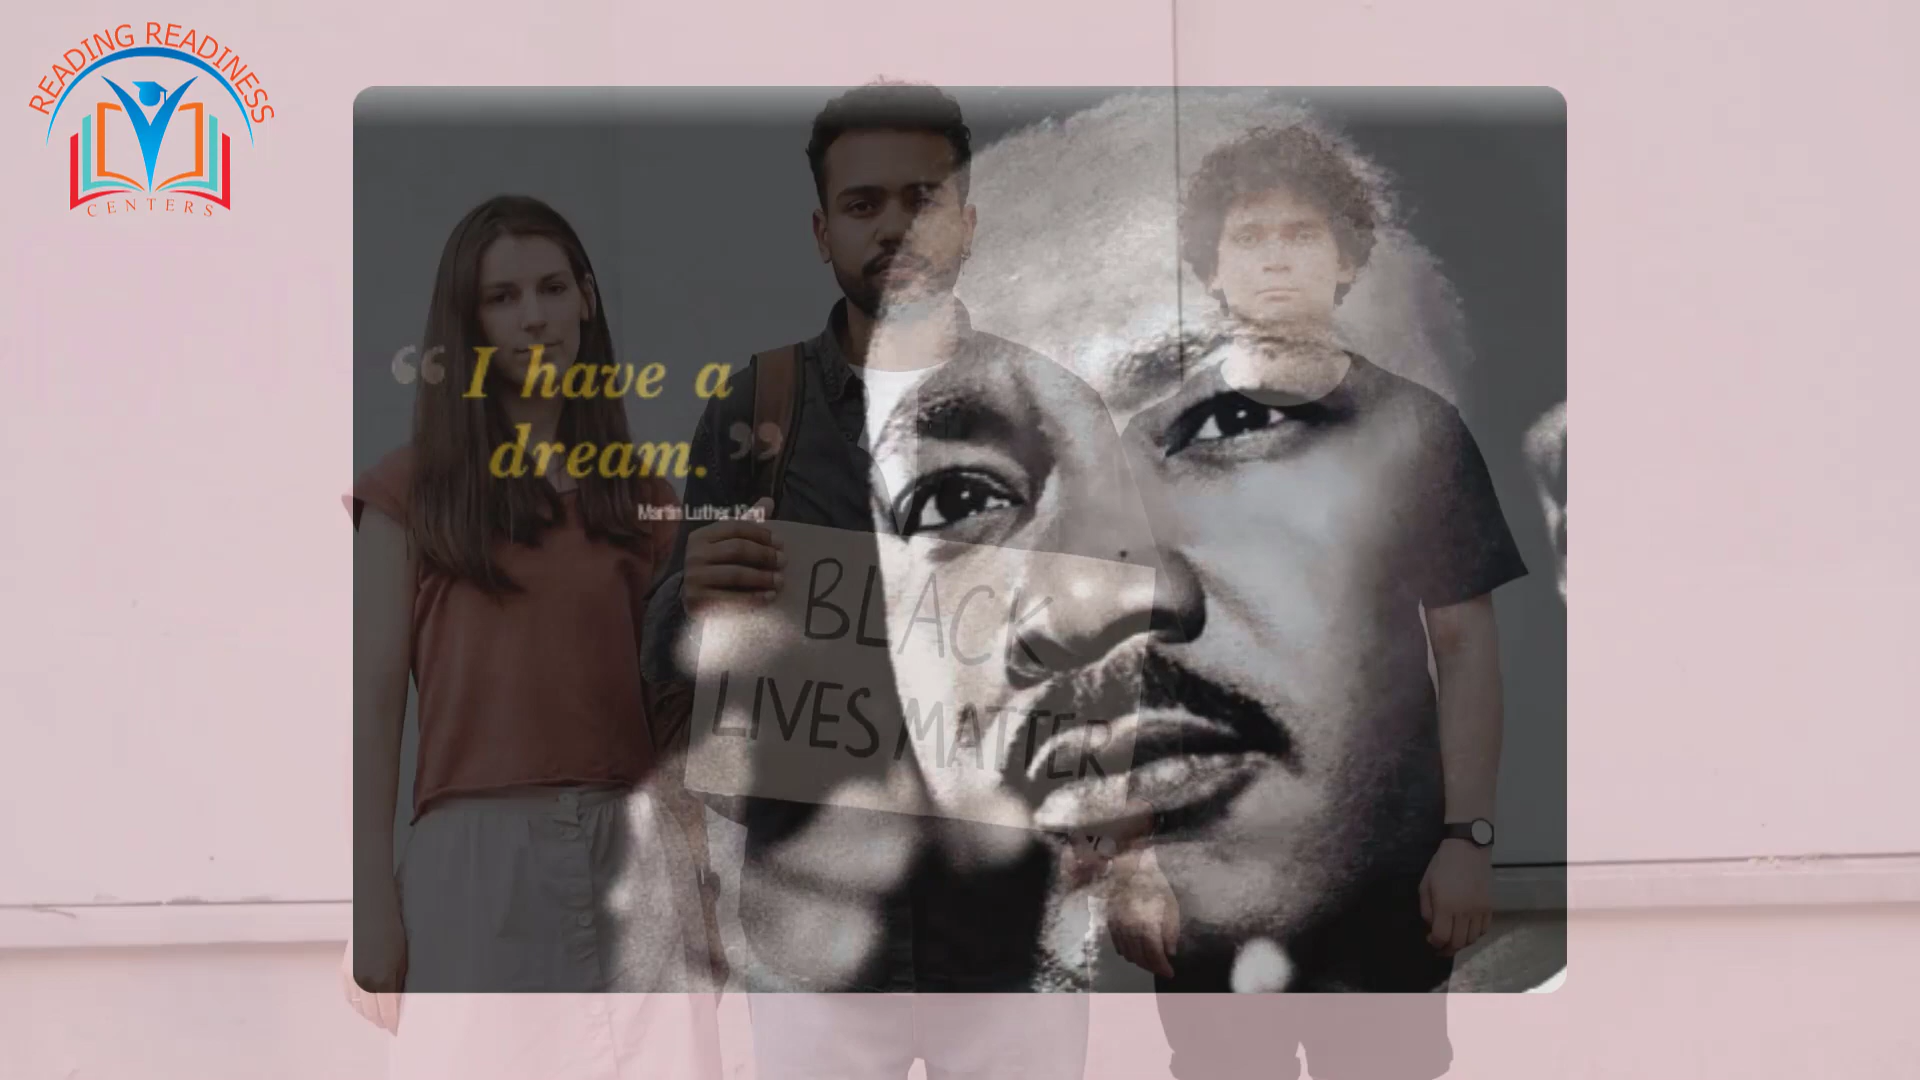 READING READINESS
CENTERS
“ I have a
dream. ”
Martin Luther King
BLACK
LIVES MATTER